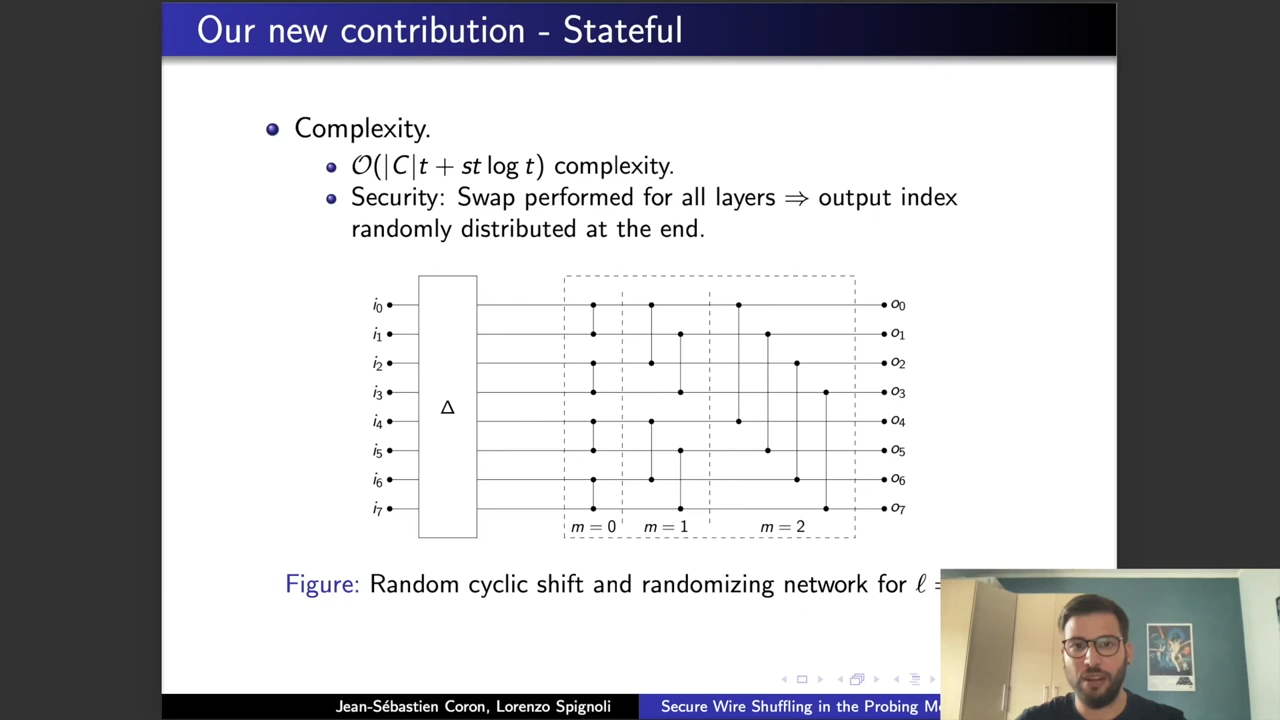 Our new contribution - Stateful
Complexity.
𝒪(|C|t + st log t) complexity.
Security: Swap performed for all layers ⇒ output index
randomly distributed at the end.
i₀
o₀
i₁
o₁
i₂
o₂
i₃
o₃
Δ
i₄
o₄
i₅
o₅
i₆
o₆
i₇
o₇
m = 0
m = 1
m = 2
Figure: Random cyclic shift and randomizing network for ℓ =
Jean-Sébastien Coron, Lorenzo Spignoli
Secure Wire Shuffling in the Probing